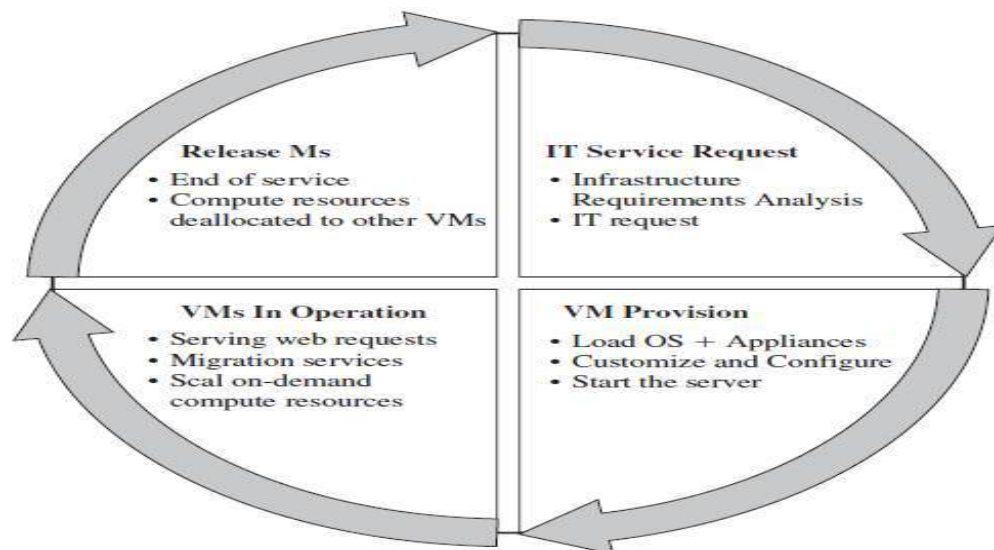 Release Ms
• End of service
• Compute resources
deallocated to other VMs
IT Service Request
• Infrastructure
Requirements Analysis
• IT request
VMs In Operation
• Serving web requests
• Migration services
• Scal on-demand
compute resources
VM Provision
• Load OS + Appliances
• Customize and Configure
• Start the server